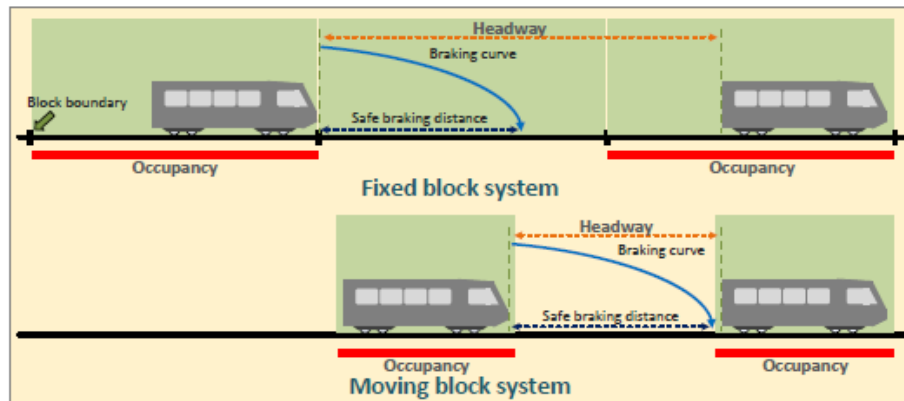 Headway
Braking curve
Block boundary
Safe braking distance
Occupancy
Occupancy
Fixed block system
Headway
Braking curve
Safe braking distance
Occupancy
Occupancy
Moving block system